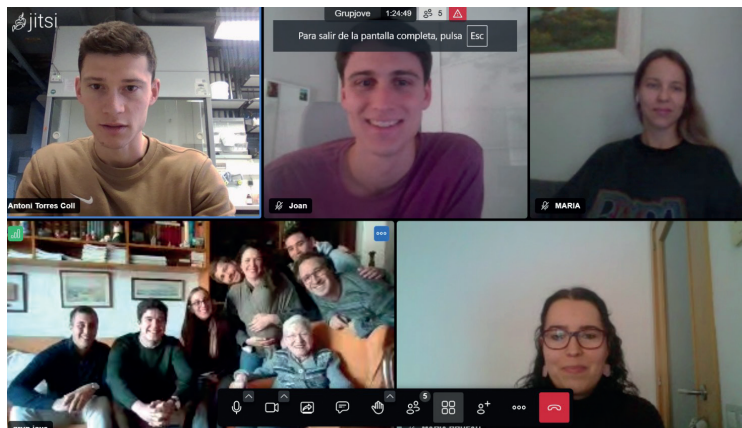 jitsi
Grupjove 1:24:49 5
Para salir de la pantalla completa, pulsa Esc
Antoni Torres Coll
Joan
MARIA
5